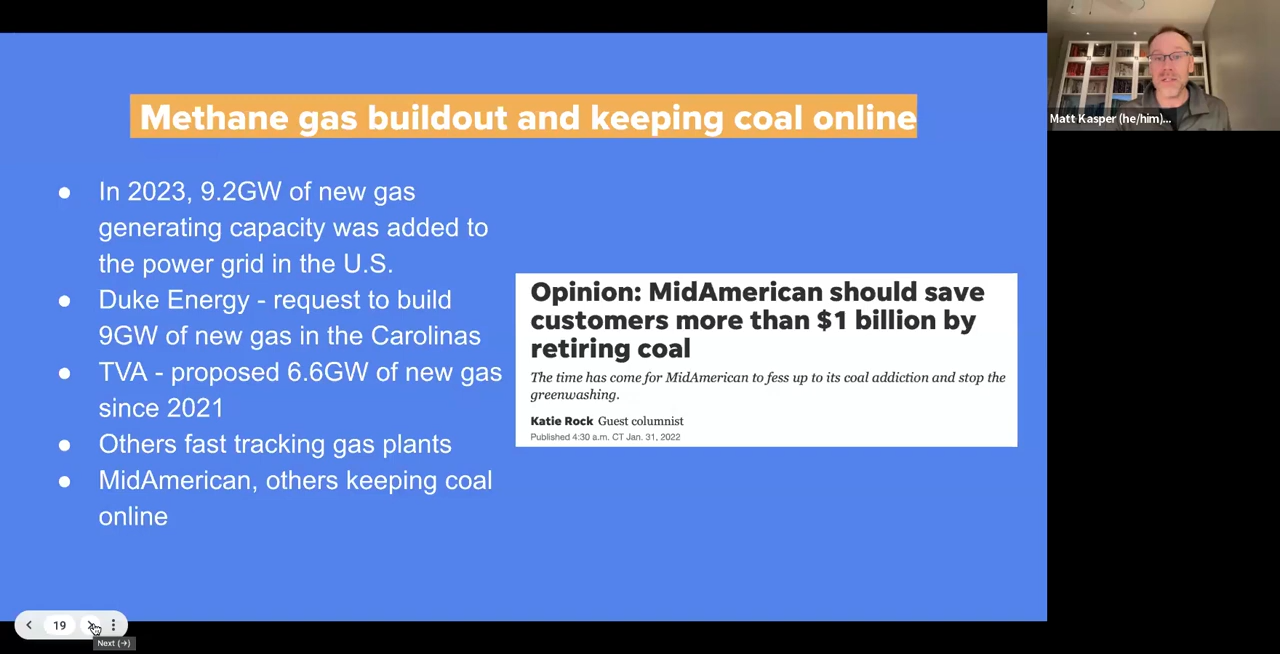 Methane gas buildout and keeping coal online
● In 2023, 9.2GW of new gas
generating capacity was added to
the power grid in the U.S.
● Duke Energy - request to build
9GW of new gas in the Carolinas
● TVA - proposed 6.6GW of new gas
since 2021
● Others fast tracking gas plants
● MidAmerican, others keeping coal
online
Opinion: MidAmerican should save
customers more than $1 billion by
retiring coal
The time has come for MidAmerican to fess up to its coal addiction and stop the
greenwashing.
Katie Rock Guest columnist
Published 4:30 a.m. CT Jan. 31, 2022
Matt Kasper (he/him)...
19
Next (→)